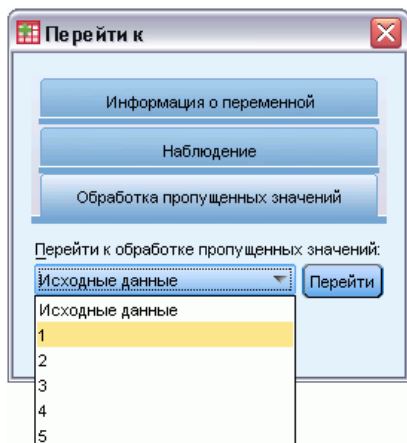 Перейти к
Информация о переменной
Наблюдение
Обработка пропущенных значений
Перейти к обработке пропущенных значений:
Исходные данные Перейти
Исходные данные
1
2
3
4
5